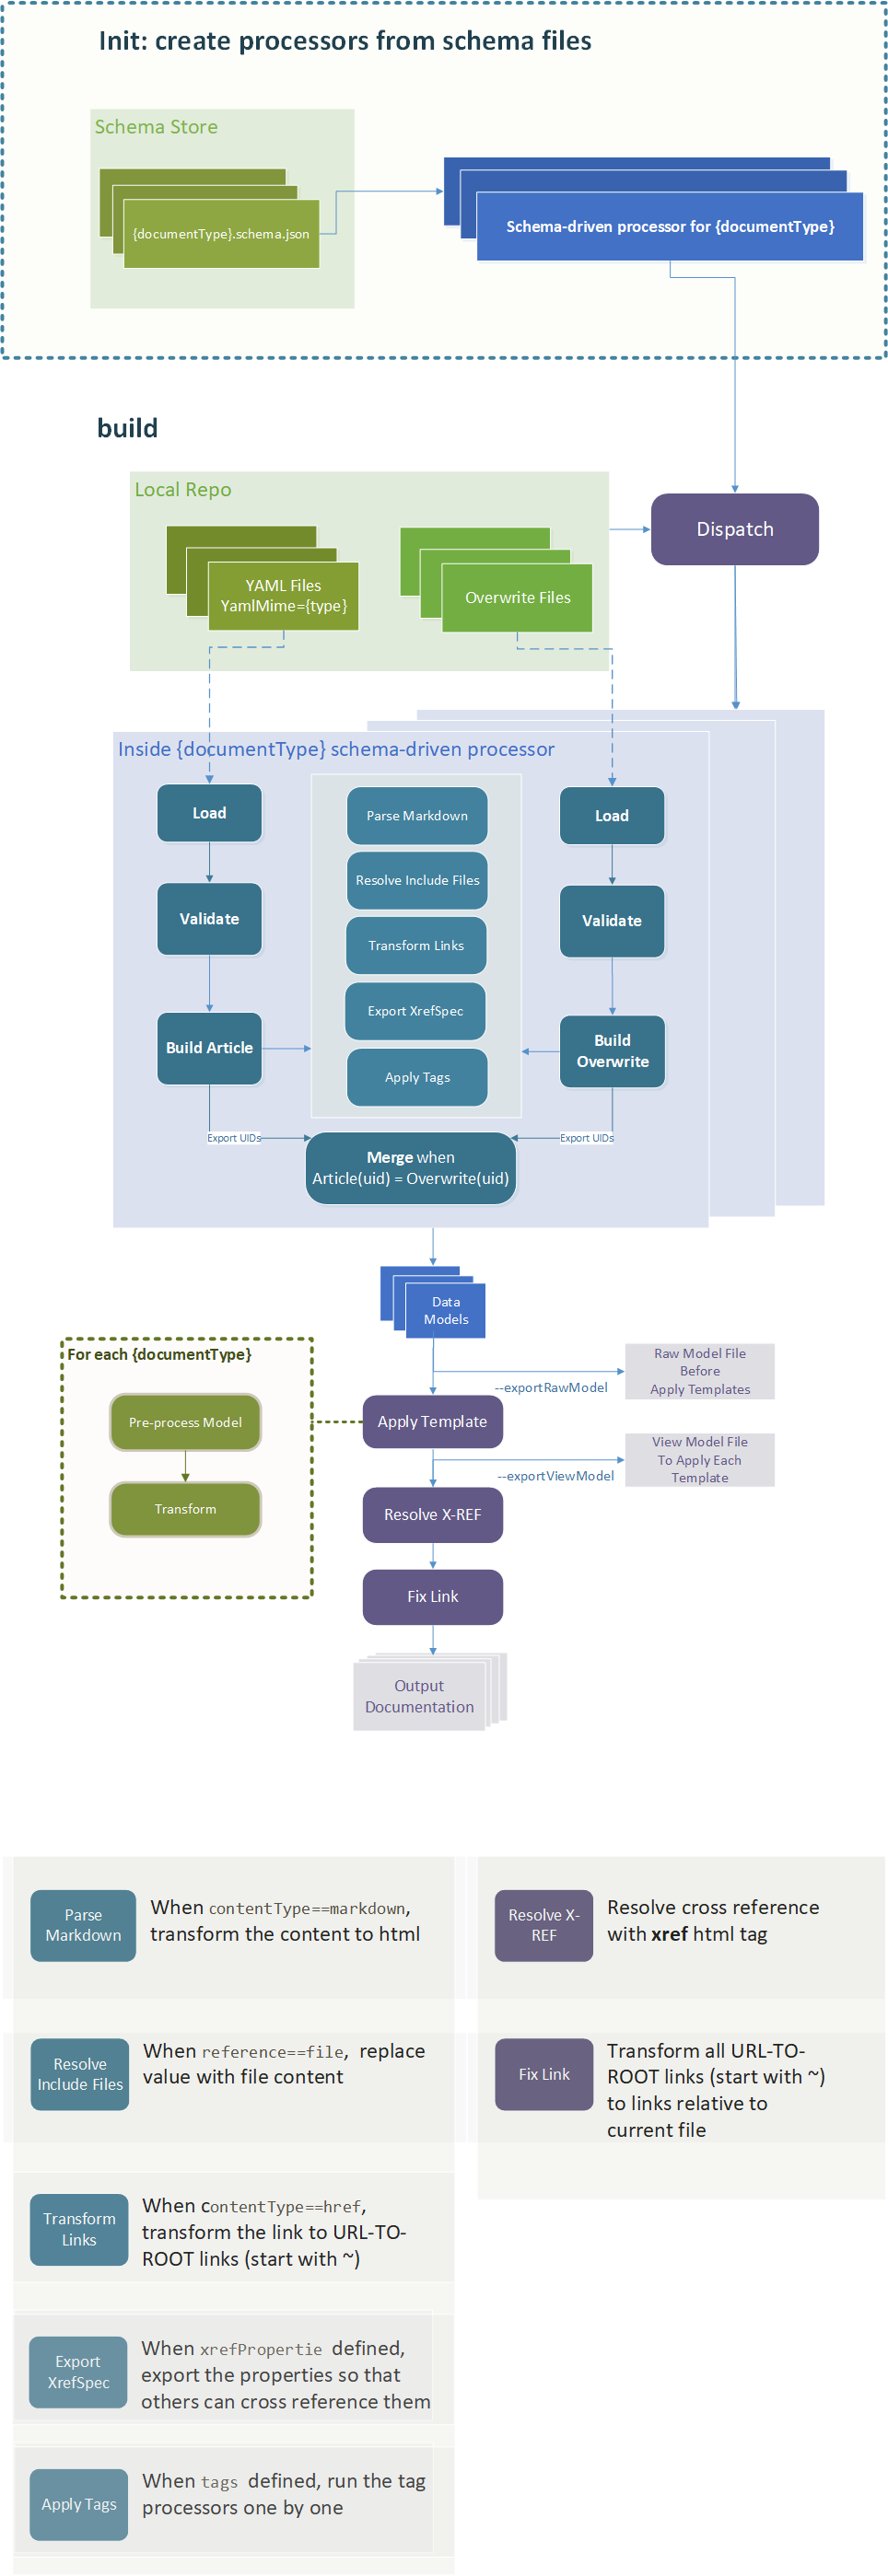 Init: create processors from schema files
Schema Store
{documentType}.schema.json
Schema-driven processor for {documentType}
build
Local Repo
Dispatch
YAML Files
YamlMime={type}
Overwrite Files
Inside {documentType} schema-driven processor
Load
Parse Markdown
Load
Resolve Include Files
Validate
Validate
Transform Links
Export XrefSpec
Build Article
Build
Overwrite
Apply Tags
Export UIDs
Export UIDs
Merge when
Article(uid) = Overwrite(uid)
Data
Models
For each {documentType}
Raw Model File
Before
Apply Templates
--exportRawModel
Pre-process Model
Apply Template
View Model File
To Apply Each
Template
--exportViewModel
Transform
Resolve X-REF
Fix Link
Output
Documentation
Parse
Markdown
When contentType==markdown,
transform the content to html
Resolve X-
REF
Resolve cross reference
with xref html tag
Resolve
Include Files
When reference==file, replace
value with file content
Fix Link
Transform all URL-TO-
ROOT links (start with ~)
to links relative to
current file
Transform
Links
When contentType==href,
transform the link to URL-TO-
ROOT links (start with ~)
Export
XrefSpec
When xrefPropertie defined,
export the properties so that
others can cross reference them
Apply Tags
When tags defined, run the tag
processors one by one